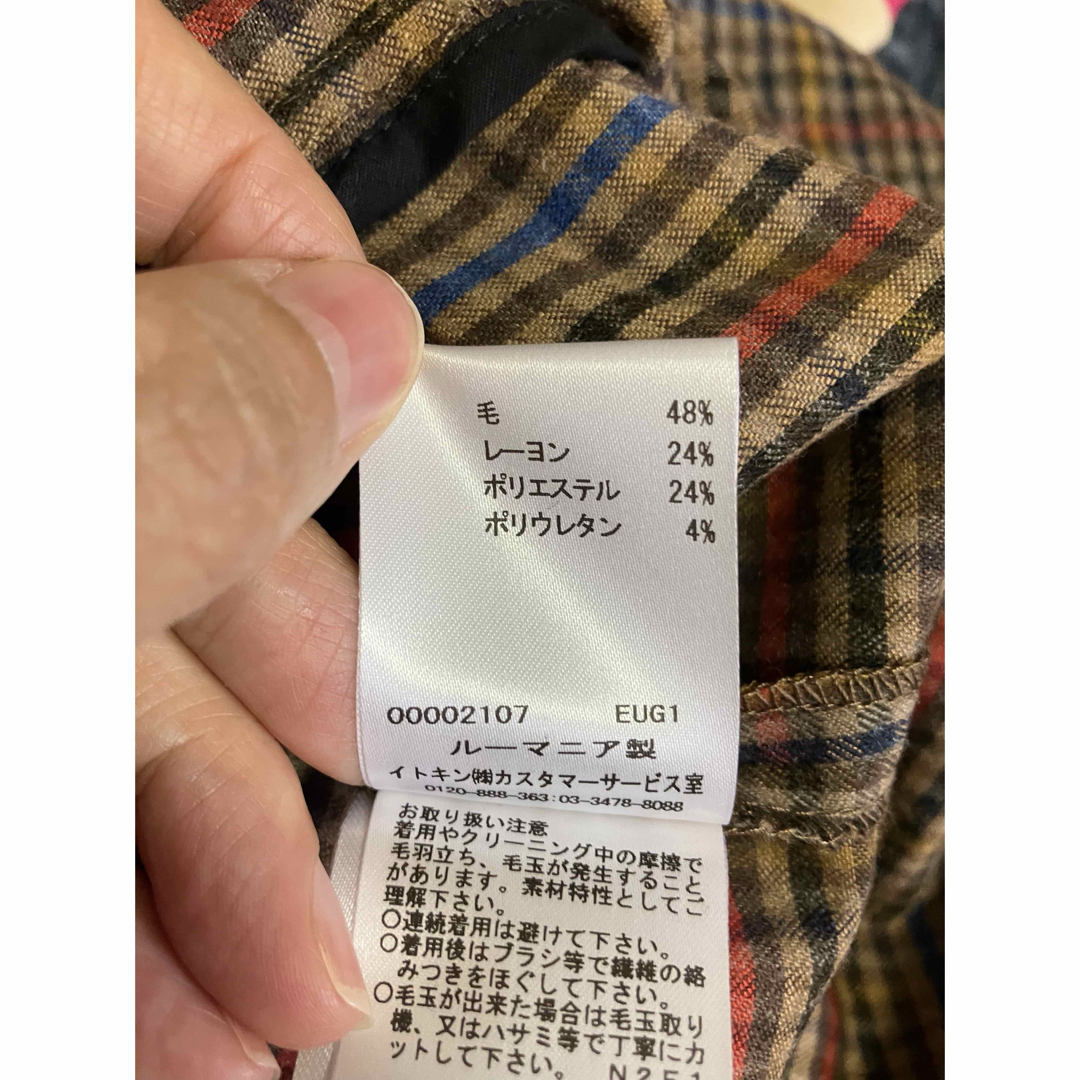 毛 48%
レーヨン 24%
ポリエステル 24%
ポリウレタン 4%
00002107 EUG1
ルーマニア製
イトキン㈱カスタマーサービス室
0120-888-363:03-3478-8088
お取り扱い注意
着用やクリーニング中の摩擦で
毛羽立ち、毛玉が発生すること
があります。素材特性としてご
理解下さい。
○連続着用は避けて下さい。
○着用後はブラシ等で繊維の絡
みつきをほぐして下さい。
○毛玉が出来た場合は毛玉取り
機、又はハサミ等で丁寧にカ
ットして下さい。 N2F1